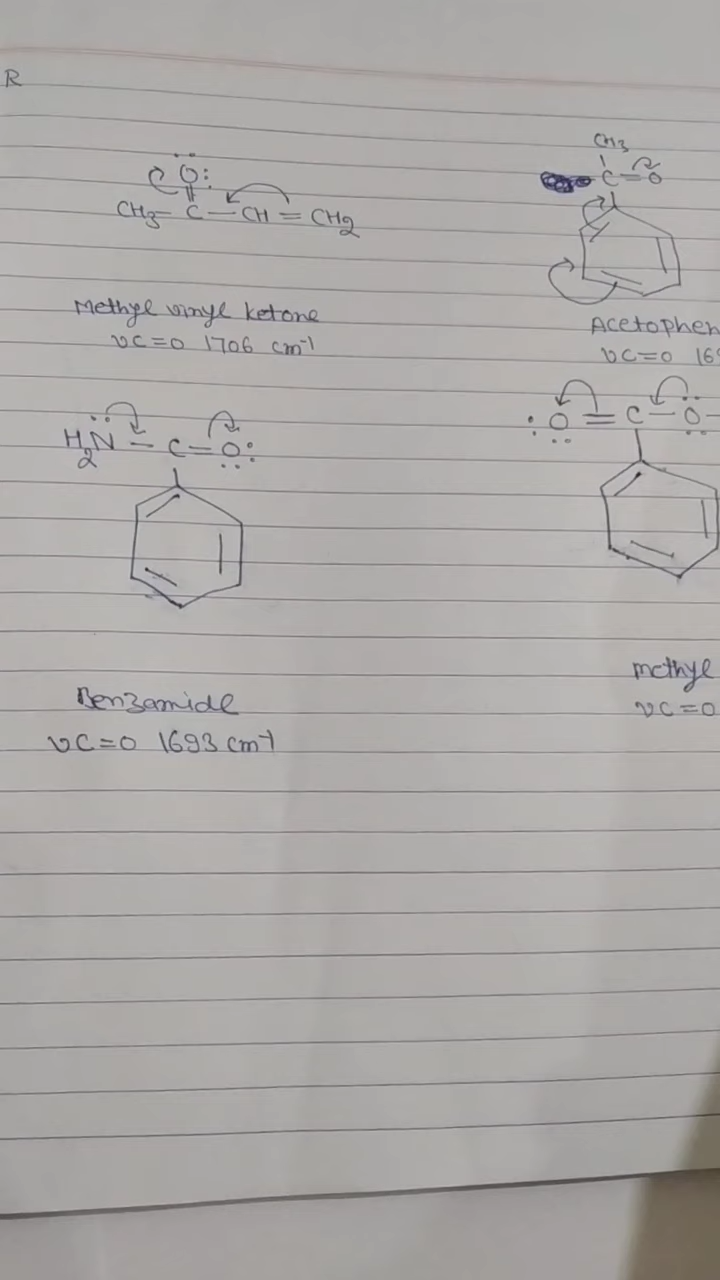 R
CH3
C=O
O:
CH3-C-CH=CH2
Methyl vinyl ketone
νC=O 1706 cm-1
Acetophen
νC=O 16
H2N-C=O:
:O=C-O-
Benzamide
νC=O 1693 cm-1
methyl
νC=O